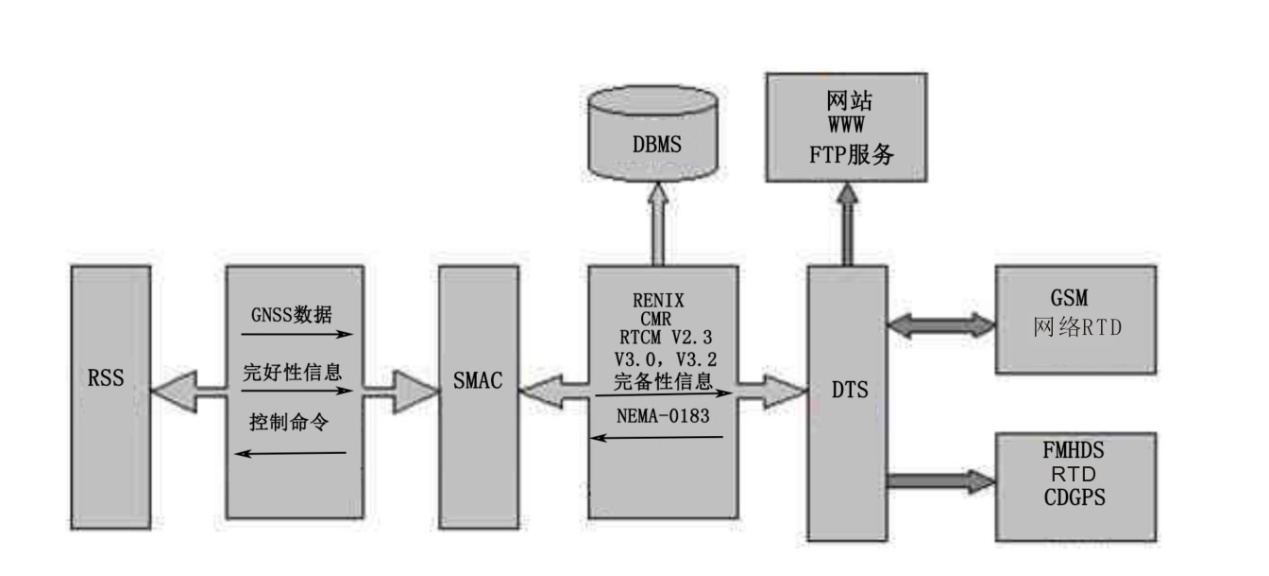 DBMS
网站
WWW
FTP服务
RSS
GNSS数据
完好性信息
控制命令
SMAC
RENIX
CMR
RTCM V2.3
V3.0, V3.2
完备性信息
NEMA-0183
DTS
GSM
网络RTD
FMHDS
RTD
CDGPS